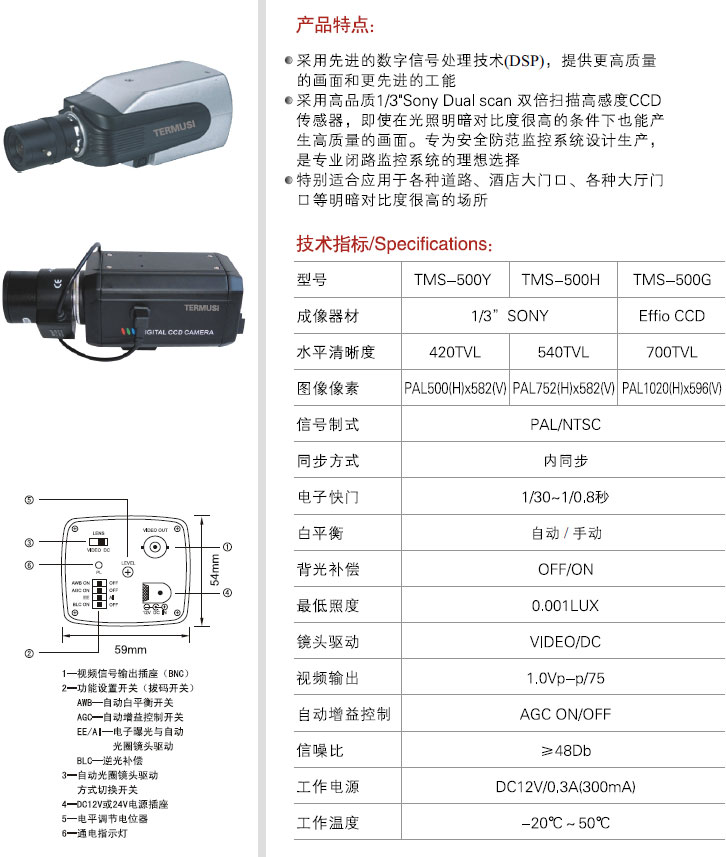 TERMUSI
CE
TERMUSI
IGITAL CCD CAMERA
⑤
③
⑥
②
①
④
LENS
VIDEO DC
VIDEO OUT
LEVEL
AWB ON OFF
AGC ON OFF
EE AI
BLC ON OFF
54mm
59mm
1—视频信号输出插座（BNC）
2—功能设置开关（拔码开关）
AWB—自动白平衡开关
AGC—自动增益控制开关
EE/AI—电子曝光与自动
光圈镜头驱动
BLC—逆光补偿
3—自动光圈镜头驱动
方式切换开关
4—DC12V或24V电源插座
5—电平调节电位器
6—通电指示灯
产品特点：
采用先进的数字信号处理技术(DSP)，提供更高质量
的画面和更先进的工能
采用高品质1/3"Sony Dual scan 双倍扫描高感度CCD
传感器，即使在光照明暗对比度很高的条件下也能产
生高质量的画面。专为安全防范监控系统设计生产，
是专业闭路监控系统的理想选择
特别适合应用于各种道路、酒店大门口、各种大厅门
口等明暗对比度很高的场所
技术指标/Specifications：
型号 TMS–500Y TMS–500H TMS–500G
成像器材 1/3” SONY Effio CCD
水平清晰度 420TVL 540TVL 700TVL
图像像素 PAL500(H)x582(V) PAL752(H)x582(V) PAL1020(H)x596(V)
信号制式 PAL/NTSC
同步方式 内同步
电子快门 1/30~1/0.8秒
白平衡 自动 / 手动
背光补偿 OFF/ON
最低照度 0.001LUX
镜头驱动 VIDEO/DC
视频输出 1.0Vp–p/75
自动增益控制 AGC ON/OFF
信噪比 ≥48Db
工作电源 DC12V/0.3A(300mA)
工作温度 –20℃ ~ 50℃